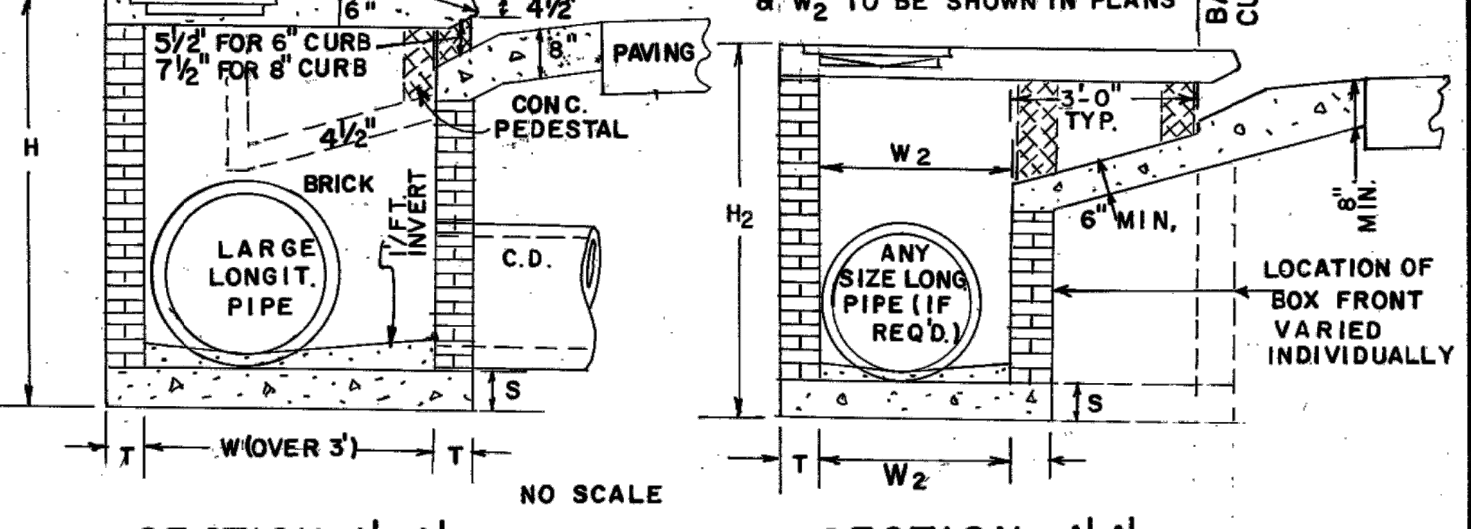 6"
4½"
& W2 TO BE SHOWN IN PLANS
5½" FOR 6" CURB
7½" FOR 8" CURB
8"
PAVING
CONC.
PEDESTAL
4½"
H
BRICK
1"/FT.
INVERT
LARGE
LONGIT.
PIPE
C.D.
S
T
W (OVER 3')
T
NO SCALE
3'-0"
TYP.
W2
H2
6" MIN,
8"
MIN.
ANY
SIZE LONG
PIPE (IF
REQ'D.)
LOCATION OF
BOX FRONT
VARIED
INDIVIDUALLY
S
T
W2